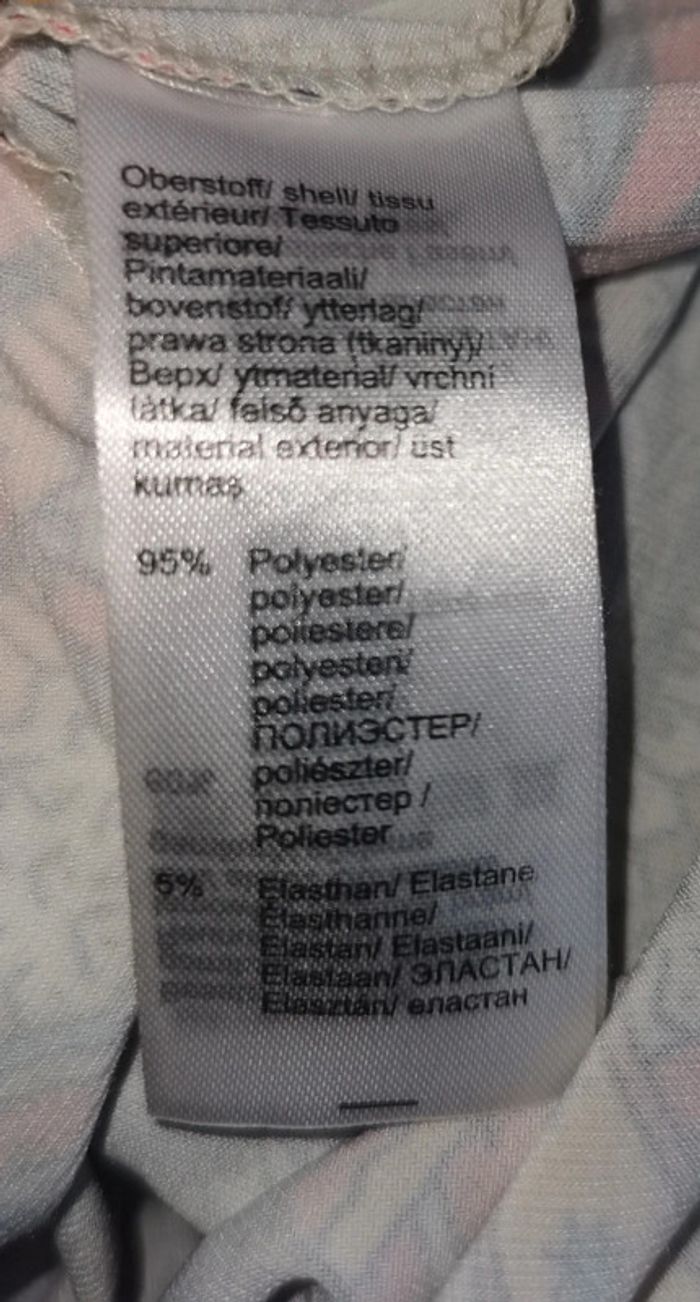 Oberstoff/ shell/ tissu
extérieur/ Tessuto
superiore/
Pintamateriaali/
bovenstof/ ytterlag/
prawa strona (tkaniny)/
Верх/ ytmaterial/ vrchni
látka/ felső anyaga/
material exterior/ üst
kumaş
95% Polyester/
polyester/
poliestere/
polyesteri/
poliester/
ПОЛИЭСТЕР/
poliészter/
поліестер /
Poliester
5% Elasthan/ Elastane
Élasthanne/
Elastan/ Elastaani/
Elastaan/ ЭЛАСТАН/
Elasztán/ еластан